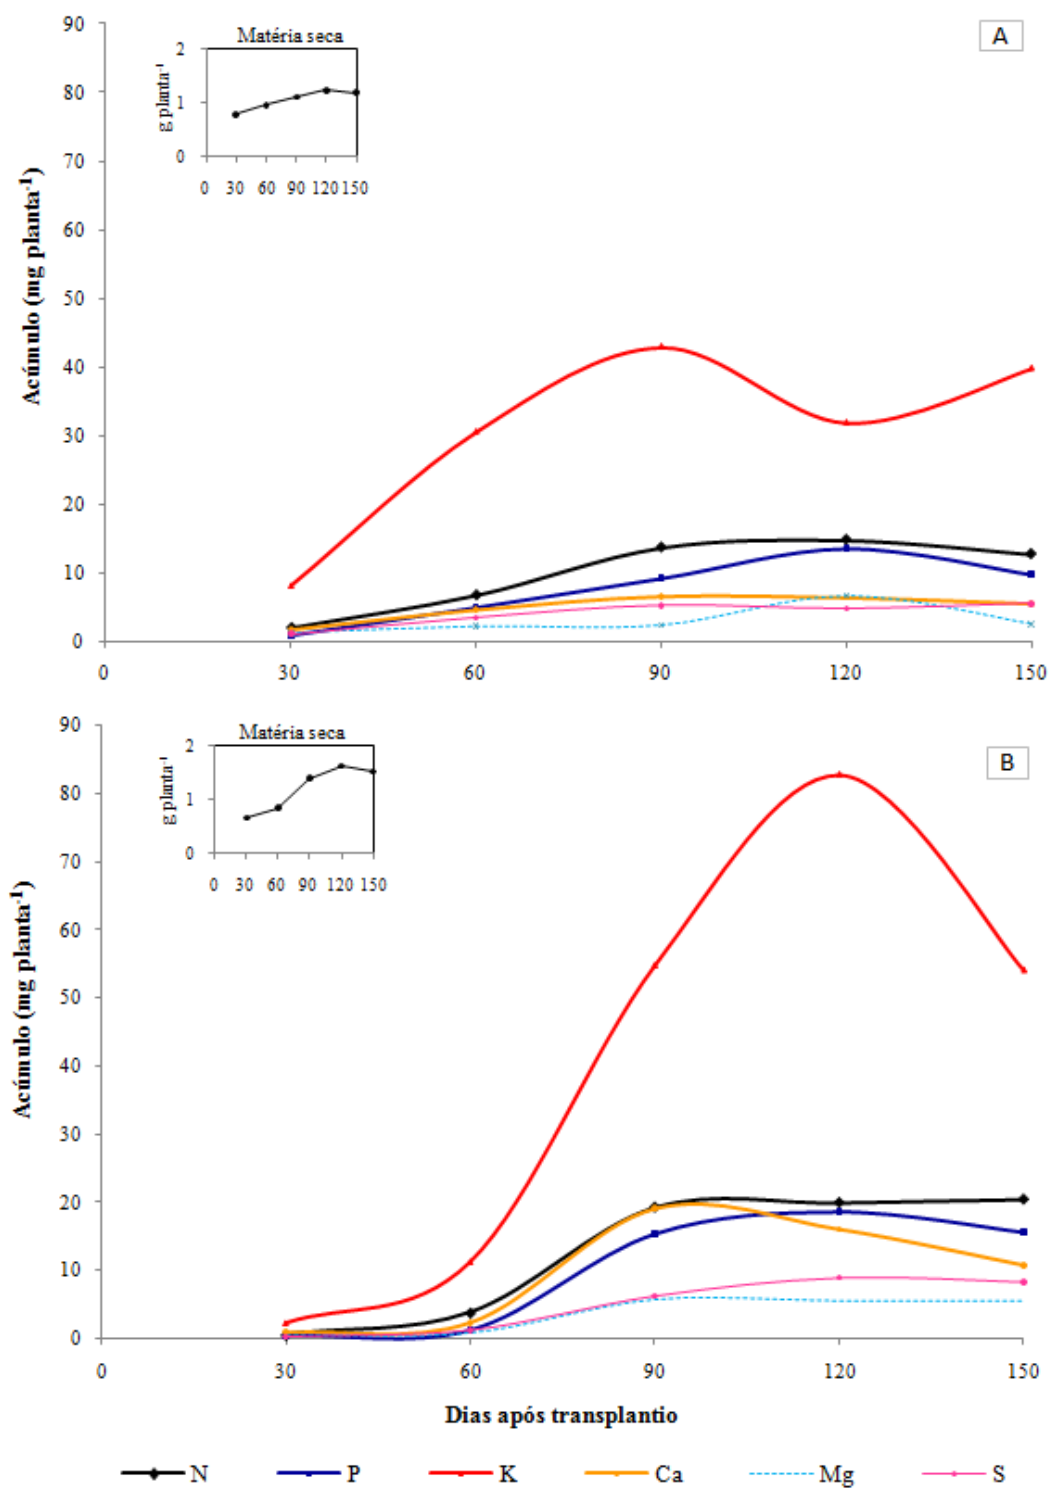 A
Matéria seca
g planta⁻¹
2
1
0
0 30 60 90 120 150
Acúmulo (mg planta⁻¹)
90
80
70
60
50
40
30
20
10
0
0 30 60 90 120 150
B
Matéria seca
g planta⁻¹
2
1
0
0 30 60 90 120 150
Acúmulo (mg planta⁻¹)
90
80
70
60
50
40
30
20
10
0
0 30 60 90 120 150
Dias após transplantio
N P K Ca Mg S